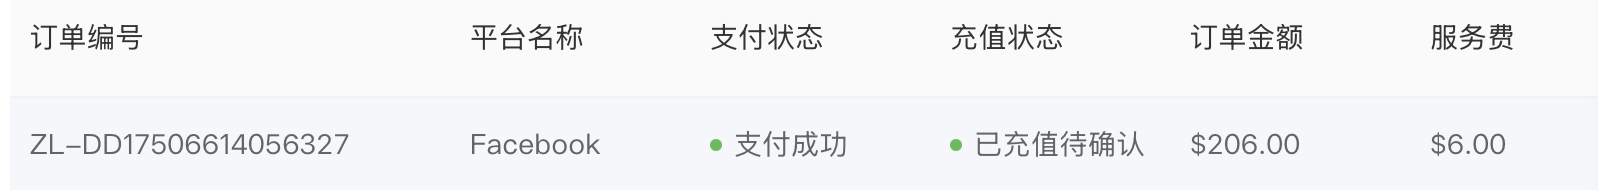 订单编号 平台名称 支付状态 充值状态 订单金额 服务费
ZL-DD17506614056327 Facebook 支付成功 已充值待确认 $206.00 $6.00